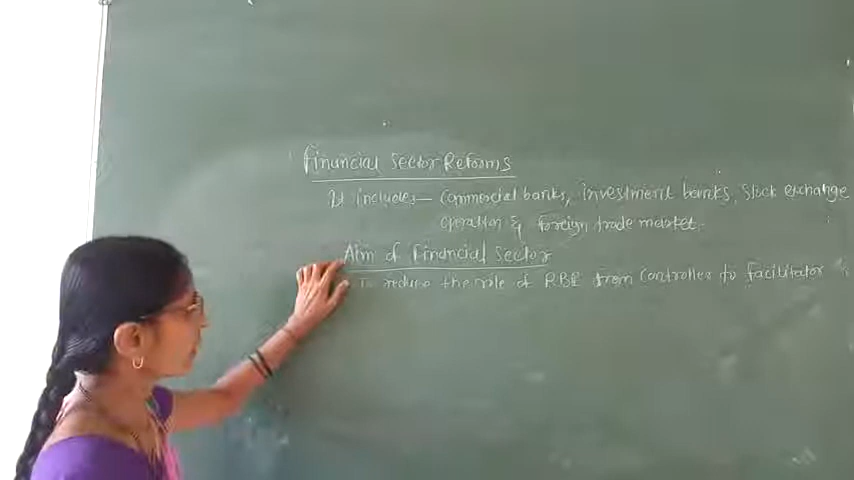 Financial Sector Reforms
It includes— Commercial banks, investment banks, Stock exchange
operation & foreign trade market.
Aim of Financial Sector
to reduce the role of RBI from Controller to facilitator